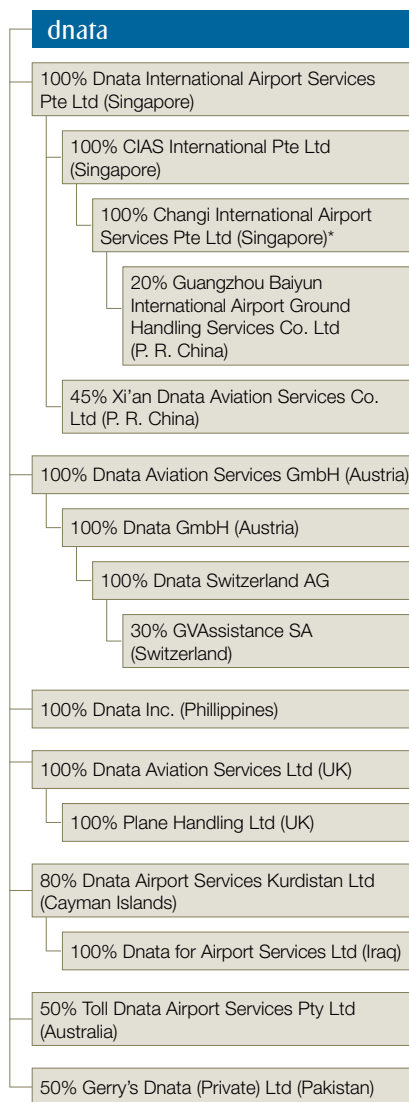 dnata
100% Dnata International Airport Services
Pte Ltd (Singapore)
100% CIAS International Pte Ltd
(Singapore)
100% Changi International Airport
Services Pte Ltd (Singapore)*
20% Guangzhou Baiyun
International Airport Ground
Handling Services Co. Ltd
(P. R. China)
45% Xi'an Dnata Aviation Services Co.
Ltd (P. R. China)
100% Dnata Aviation Services GmbH (Austria)
100% Dnata GmbH (Austria)
100% Dnata Switzerland AG
30% GVAssistance SA
(Switzerland)
100% Dnata Inc. (Phillippines)
100% Dnata Aviation Services Ltd (UK)
100% Plane Handling Ltd (UK)
80% Dnata Airport Services Kurdistan Ltd
(Cayman Islands)
100% Dnata for Airport Services Ltd (Iraq)
50% Toll Dnata Airport Services Pty Ltd
(Australia)
50% Gerry's Dnata (Private) Ltd (Pakistan)